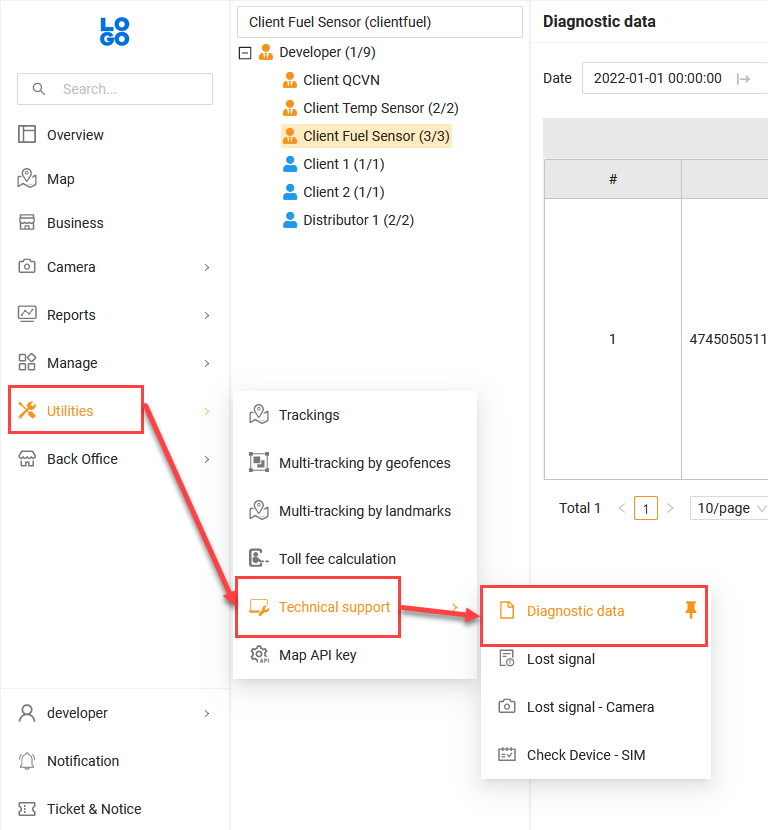 LO
GO
Search...
Overview
Map
Business
Camera
Reports
Manage
Utilities
Back Office
developer
Notification
Ticket & Notice
Client Fuel Sensor (clientfuel)
Developer (1/9)
Client QCVN
Client Temp Sensor (2/2)
Client Fuel Sensor (3/3)
Client 1 (1/1)
Client 2 (1/1)
Distributor 1 (2/2)
Trackings
Multi-tracking by geofences
Multi-tracking by landmarks
Toll fee calculation
Technical support
API
Map API key
Diagnostic data
Lost signal
Lost signal - Camera
Check Device - SIM
Diagnostic data
Date 2022-01-01 00:00:00
#
1 4745050511
Total 1 < 1 > 10/page